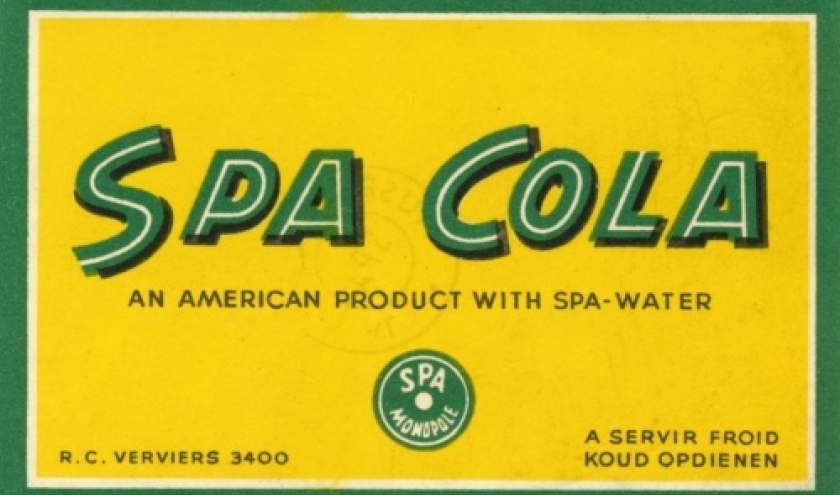 SPA COLA
AN AMERICAN PRODUCT WITH SPA-WATER
SPA
MONOPOLE
R.C. VERVIERS 3400
A SERVIR FROID
KOUD OPDIENEN